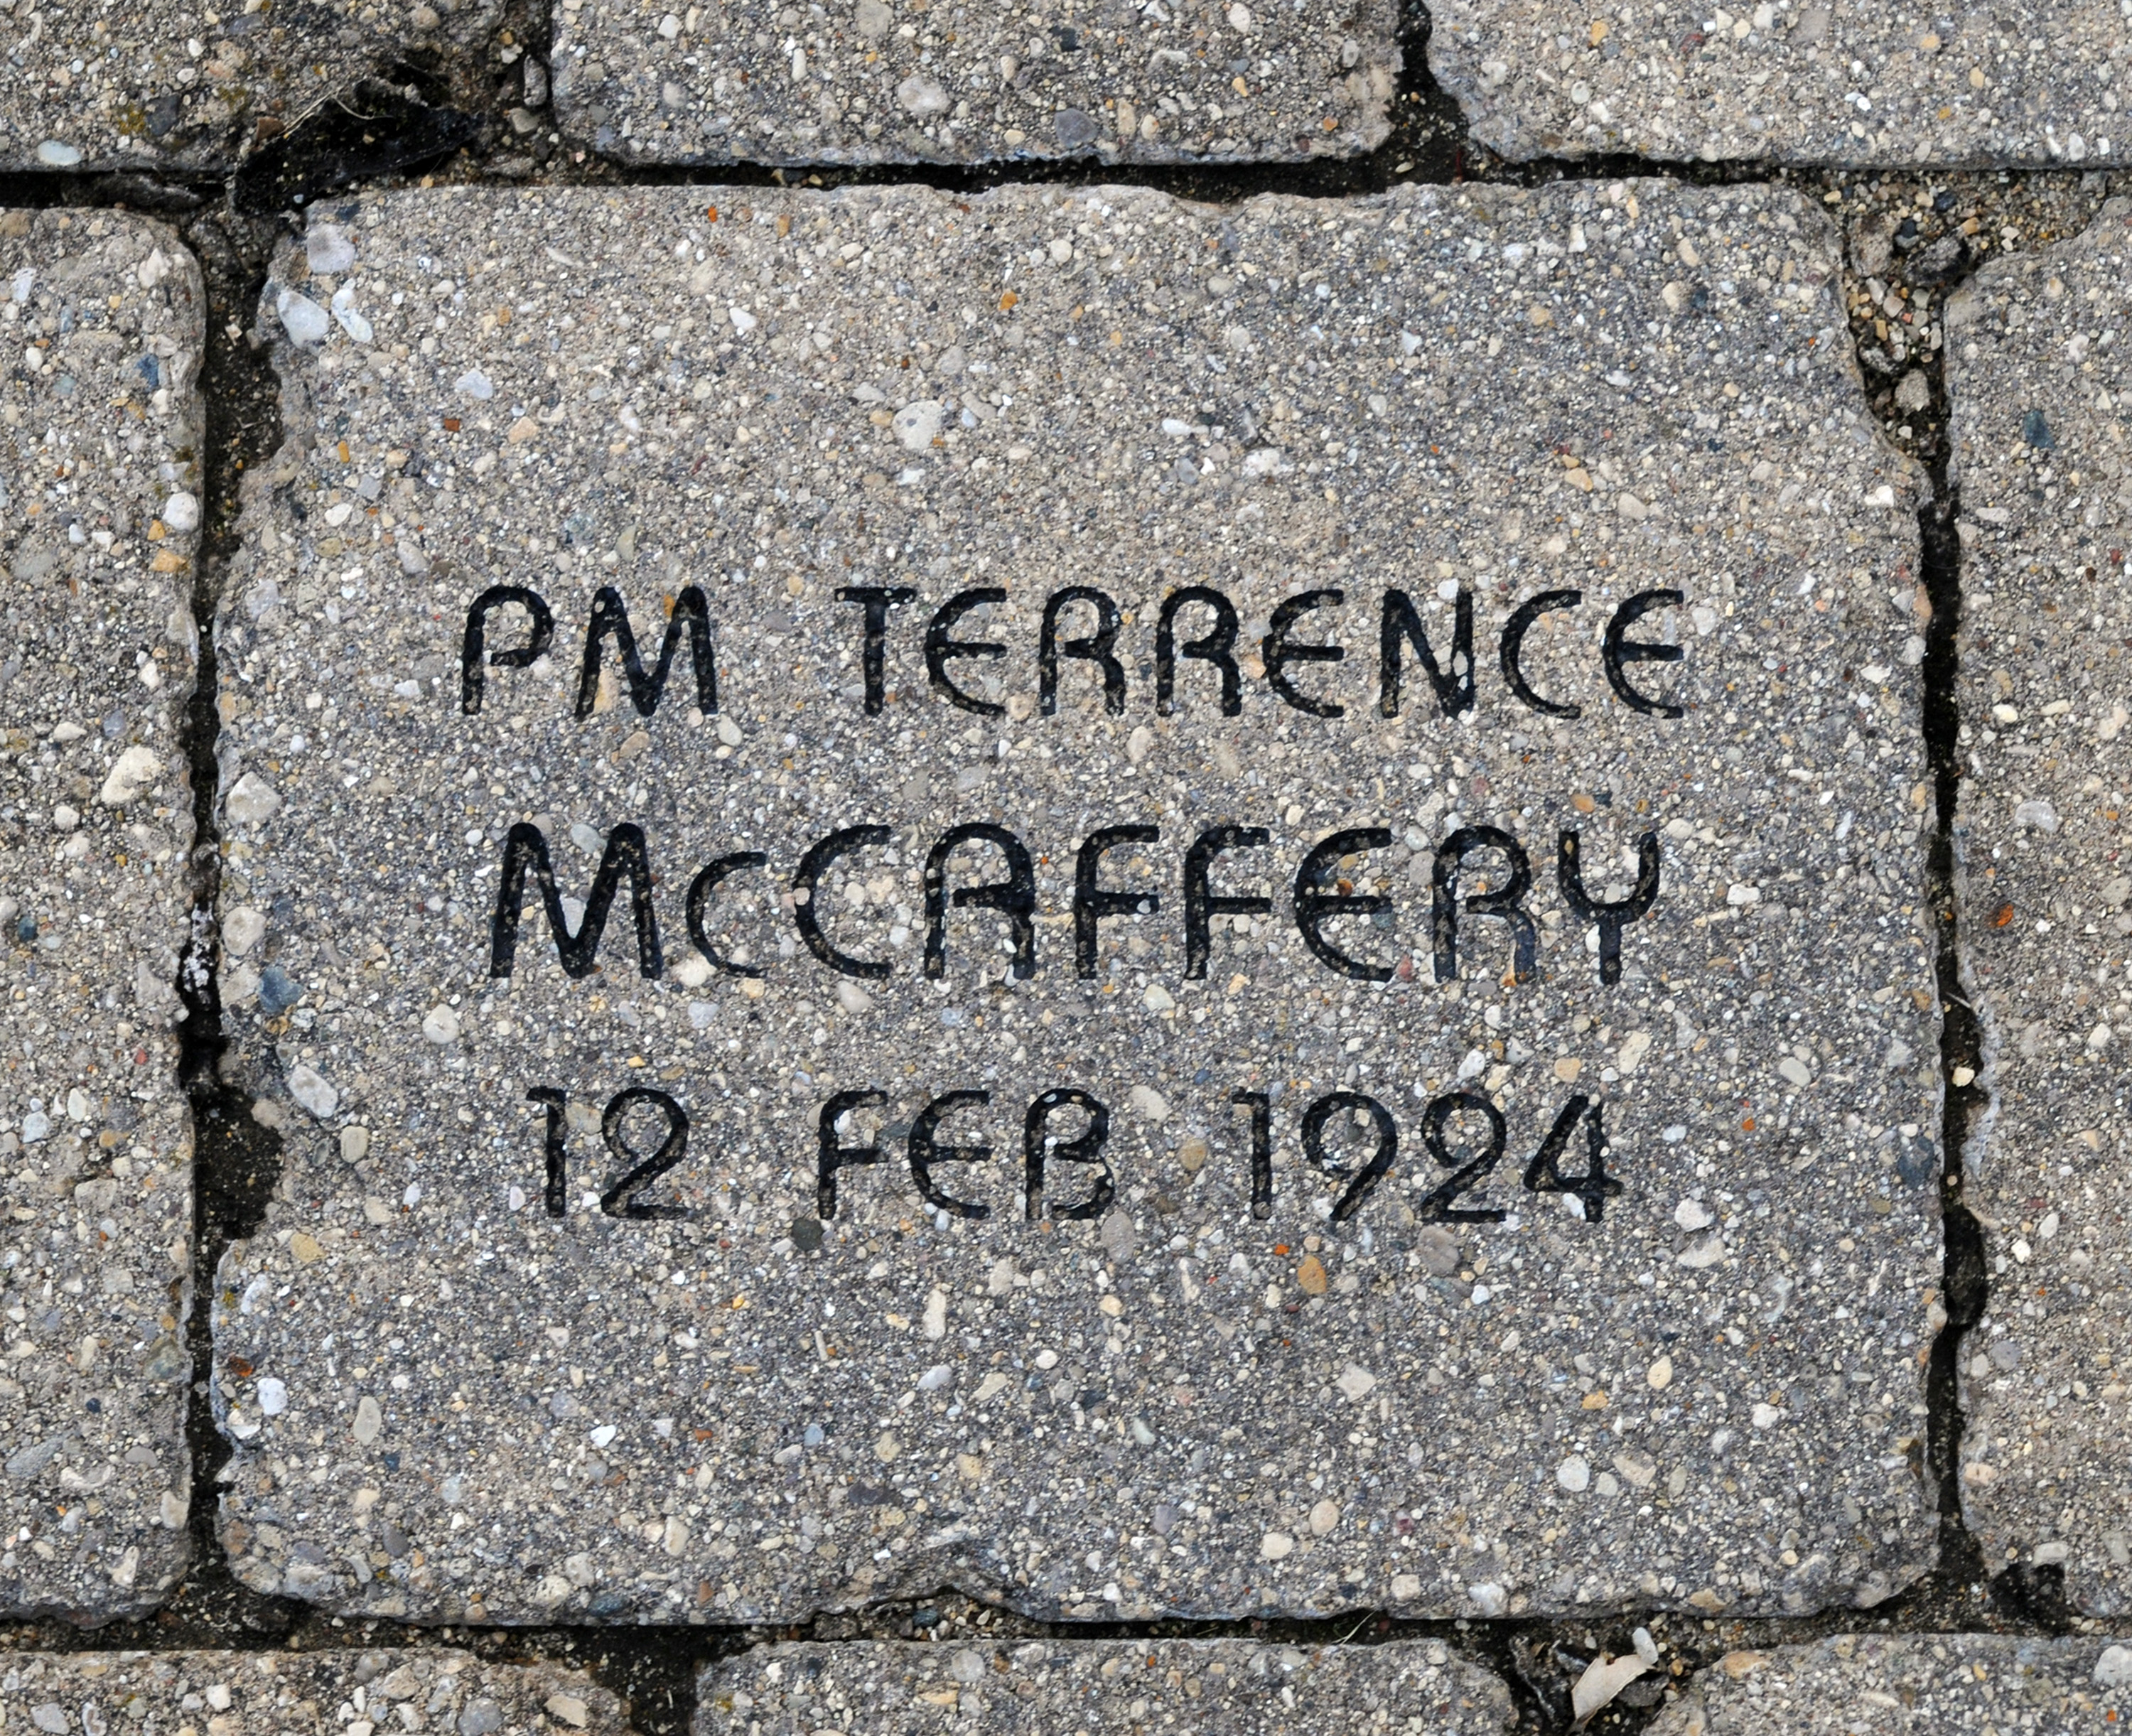 PM TERRENCE
McCAFFERY
12 FEB 1924